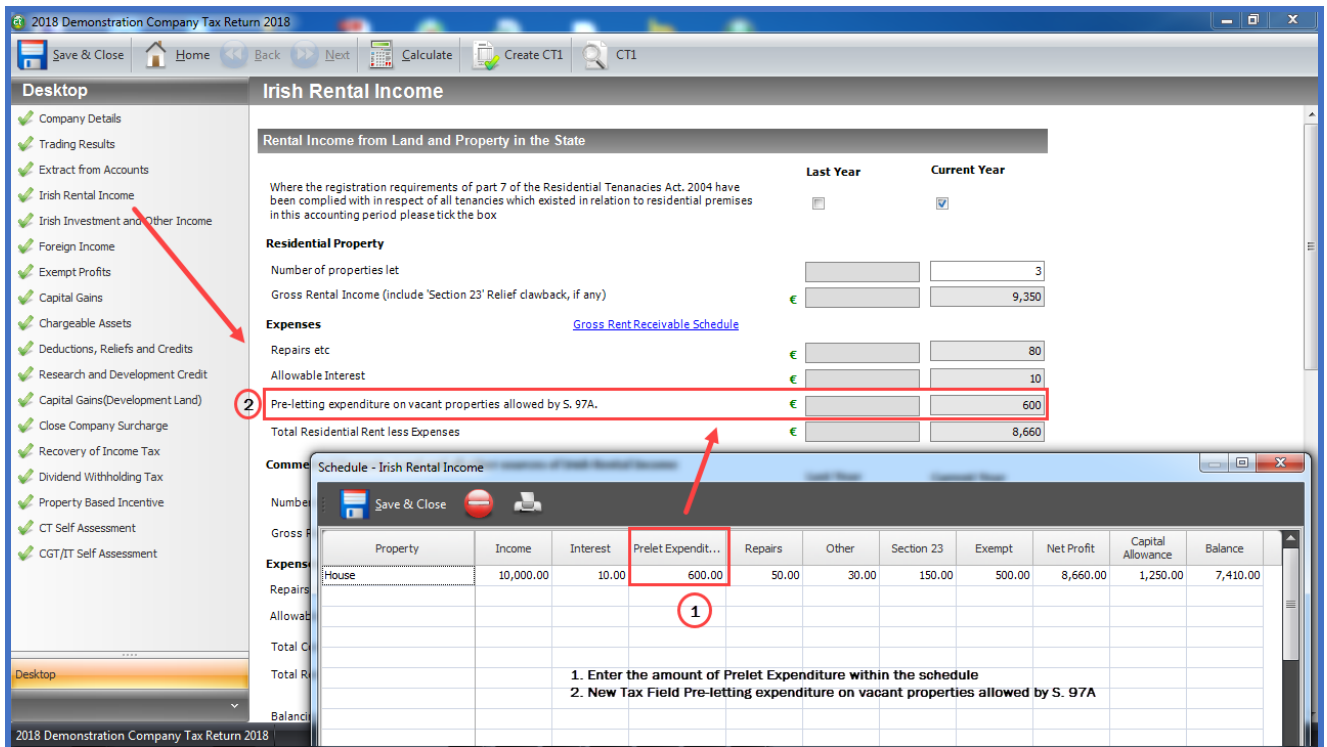 2018 Demonstration Company Tax Return 2018
Save & Close Home Back Next Calculate Create CT1 CT1
Desktop
Company Details
Trading Results
Extract from Accounts
Irish Rental Income
Irish Investment and Other Income
Foreign Income
Exempt Profits
Capital Gains
Chargeable Assets
Deductions, Reliefs and Credits
Research and Development Credit
Capital Gains(Development Land)
Close Company Surcharge
Recovery of Income Tax
Dividend Withholding Tax
Property Based Incentive
CT Self Assessment
CGT/IT Self Assessment
Desktop
Irish Rental Income
Rental Income from Land and Property in the State
Last Year Current Year
Where the registration requirements of part 7 of the Residential Tenanacies Act. 2004 have
been complied with in respect of all tenancies which existed in relation to residential premises
in this accounting period please tick the box
Residential Property
Number of properties let 3
Gross Rental Income (include 'Section 23' Relief clawback, if any) € 9,350
Expenses Gross Rent Receivable Schedule
Repairs etc € 80
Allowable Interest € 10
2 Pre-letting expenditure on vacant properties allowed by S. 97A. € 600
Total Residential Rent less Expenses € 8,660
Comme
Numbe
Gross R
Expens
Repairs
Allowab
Total C
Total R
Balanci
Schedule - Irish Rental Income
Save & Close
Property Income Interest Prelet Expendit... Repairs Other Section 23 Exempt Net Profit Capital Allowance Balance
House 10,000.00 10.00 600.00 50.00 30.00 150.00 500.00 8,660.00 1,250.00 7,410.00
1
1. Enter the amount of Prelet Expenditure within the schedule
2. New Tax Field Pre-letting expenditure on vacant properties allowed by S. 97A
2018 Demonstration Company Tax Return 2018